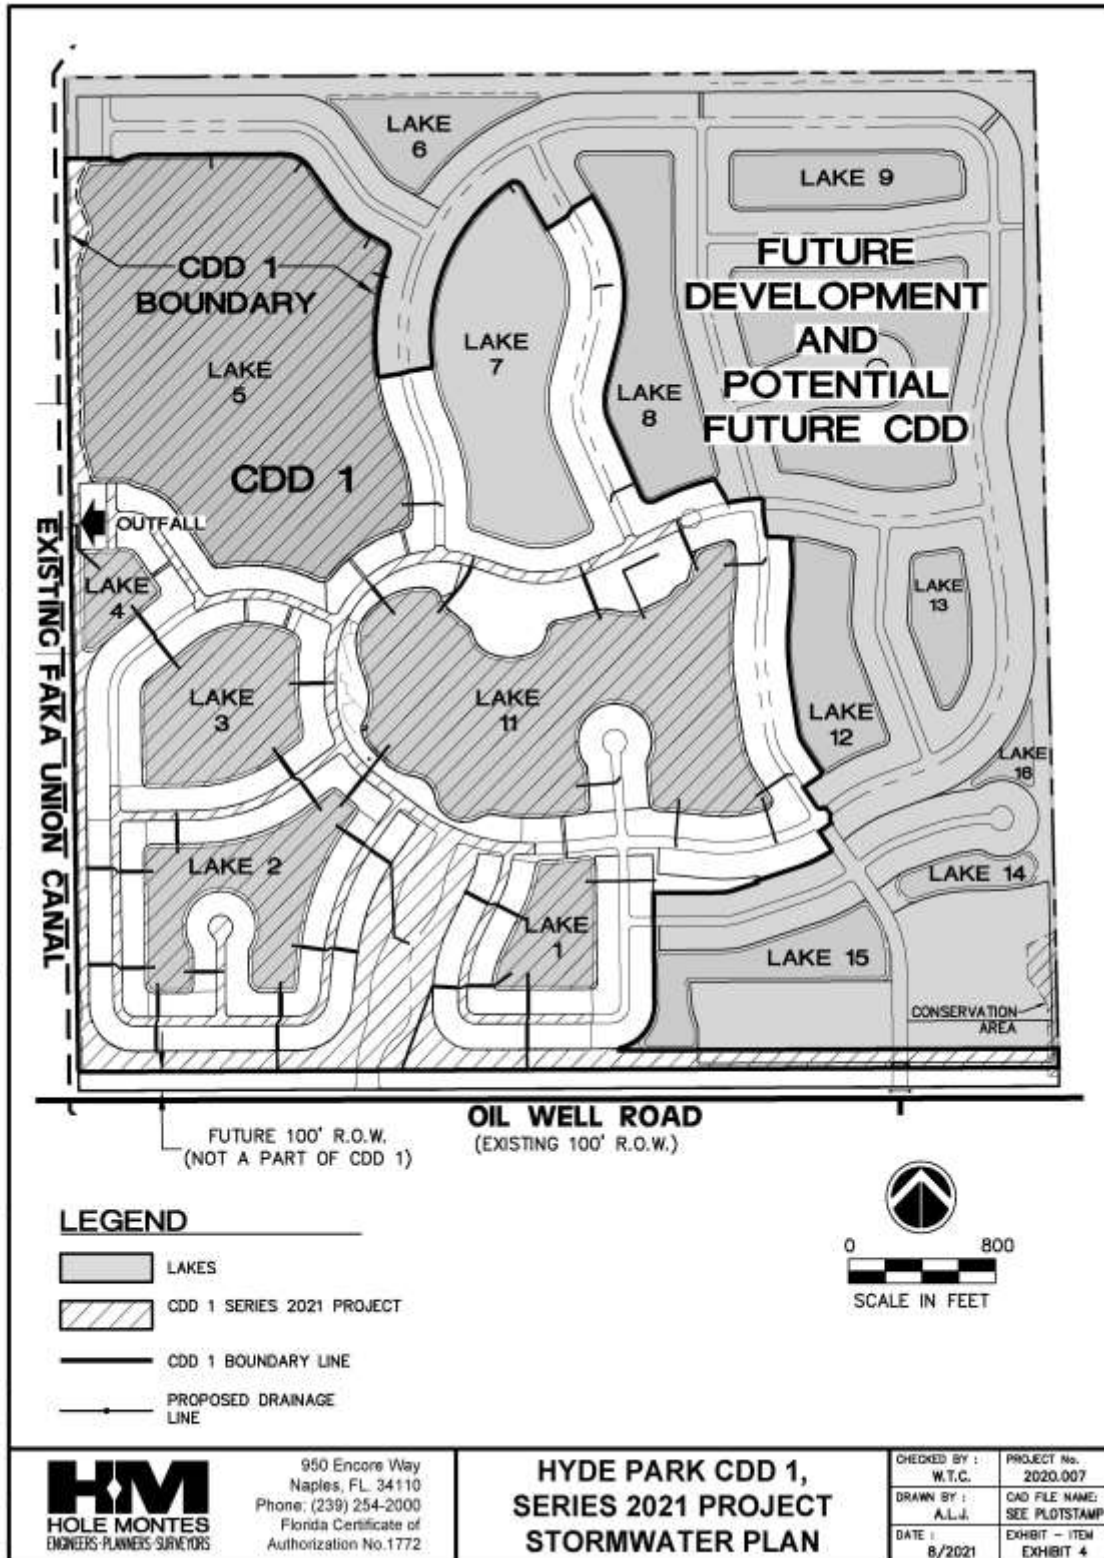 LAKE
6
LAKE 9
FUTURE
DEVELOPMENT
AND
POTENTIAL
FUTURE CDD
CDD 1
BOUNDARY
LAKE
7
LAKE
5
LAKE
8
CDD 1
OUTFALL
LAKE
4
LAKE
13
LAKE
3
LAKE
11
LAKE
12
LAKE
16
EXISTING FAKA UNION CANAL
LAKE 2
LAKE 14
LAKE
1
LAKE 15
CONSERVATION
AREA
OIL WELL ROAD
(EXISTING 100' R.O.W.)
FUTURE 100' R.O.W.
(NOT A PART OF CDD 1)
LEGEND
LAKES
CDD 1 SERIES 2021 PROJECT
CDD 1 BOUNDARY LINE
PROPOSED DRAINAGE
LINE
0 800
SCALE IN FEET
HM
HOLE MONTES
ENGINEERS·PLANNERS·SURVEYORS
950 Encore Way
Naples, FL. 34110
Phone: (239) 254-2000
Florida Certificate of
Authorization No.1772
HYDE PARK CDD 1,
SERIES 2021 PROJECT
STORMWATER PLAN
CHECKED BY :
W.T.C.
PROJECT No.
2020.007
DRAWN BY :
A.L.J.
CAD FILE NAME:
SEE PLOTSTAMP
DATE :
8/2021
EXHIBIT - ITEM
EXHIBIT 4